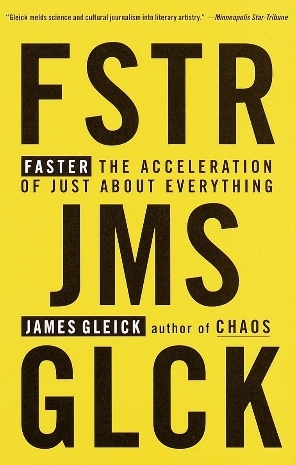 "Gleick melds science and cultural journalism into literary artistry." —Minneapolis Star-Tribune
FSTR
FASTER THE ACCELERATION
OF JUST ABOUT EVERYTHING
JMS
JAMES GLEICK author of CHAOS
GLCK